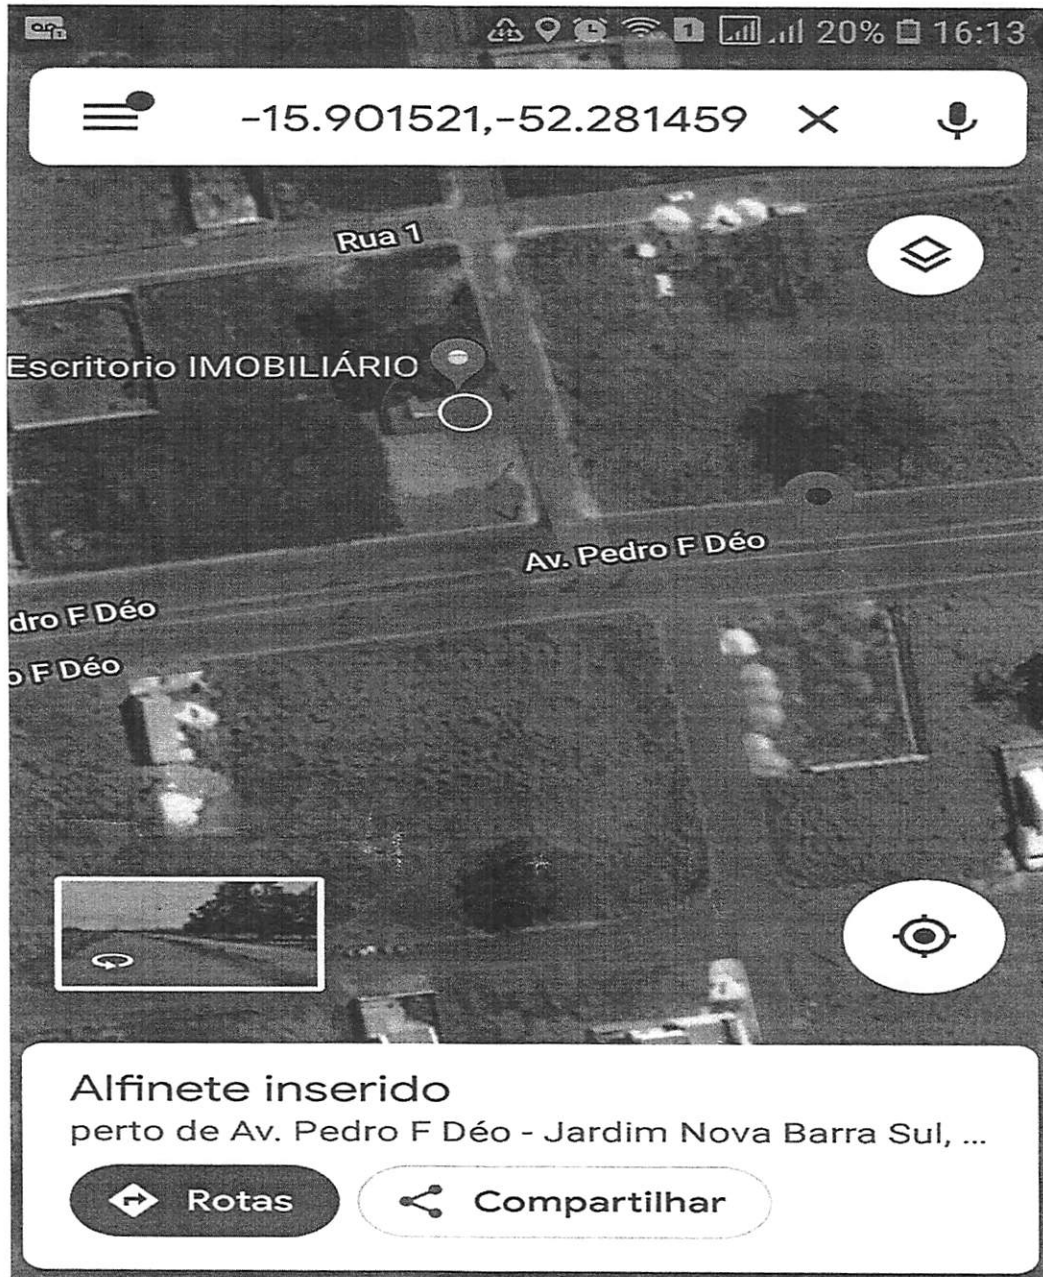 1 20% 16:13
-15.901521,-52.281459
Rua 1
Escritorio IMOBILIÁRIO
Av. Pedro F Déo
dro F Déo
o F Déo
Alfinete inserido
perto de Av. Pedro F Déo - Jardim Nova Barra Sul, ...
Rotas
Compartilhar